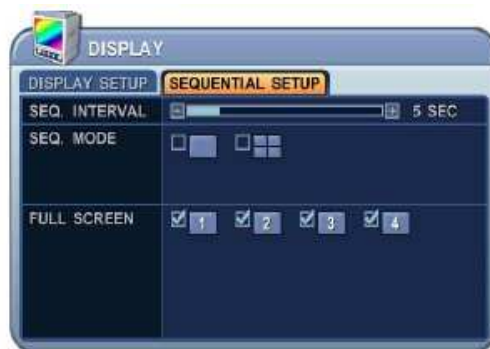 DISPLAY
DISPLAY SETUP SEQUENTIAL SETUP
SEQ. INTERVAL 5 SEC
SEQ. MODE
FULL SCREEN 1 2 3 4